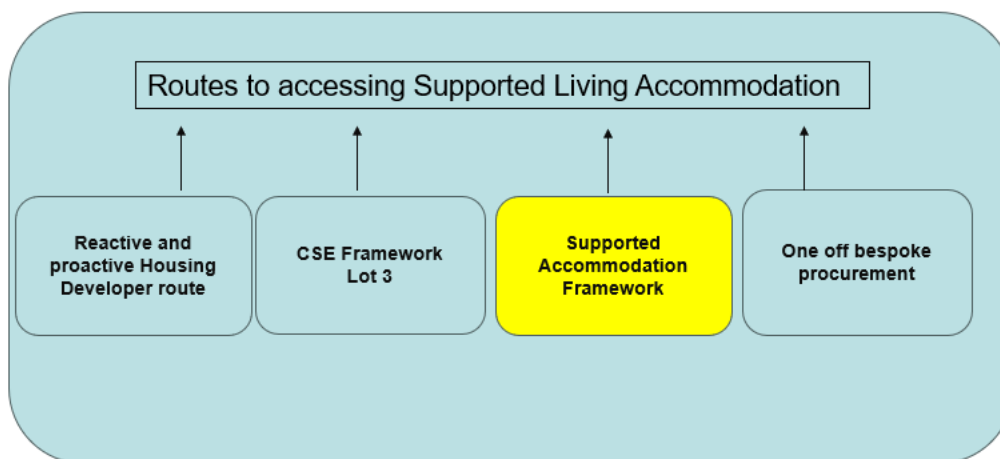 Routes to accessing Supported Living Accommodation
Reactive and
proactive Housing
Developer route
CSE Framework
Lot 3
Supported
Accommodation
Framework
One off bespoke
procurement